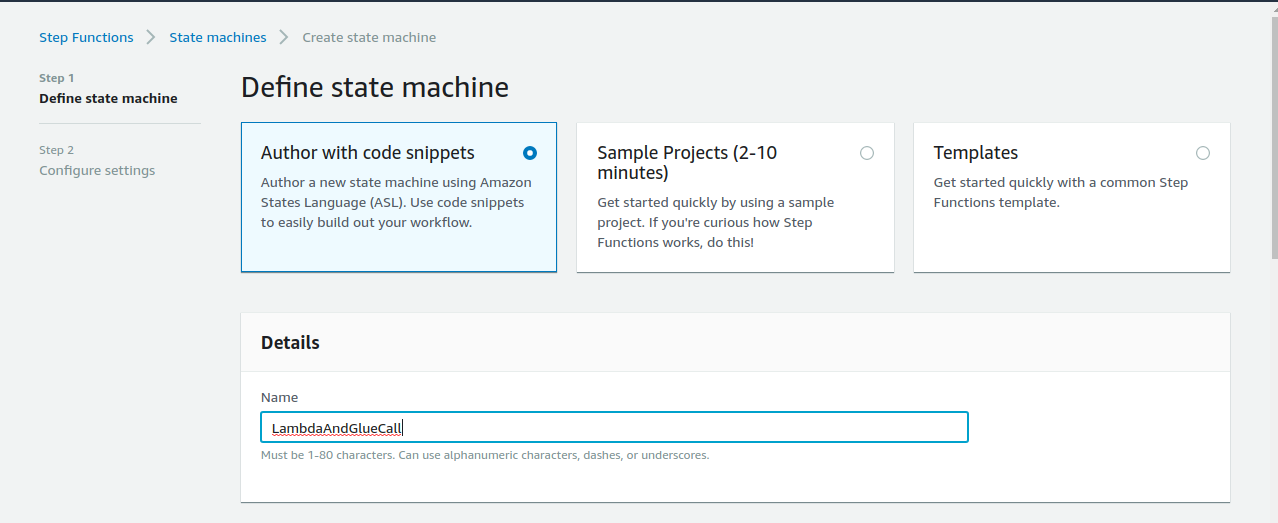 Step Functions > State machines > Create state machine
Step 1
Define state machine
Step 2
Configure settings
Define state machine
Author with code snippets
Author a new state machine using Amazon
States Language (ASL). Use code snippets
to easily build out your workflow.
Sample Projects (2-10
minutes)
Get started quickly by using a sample
project. If you're curious how Step
Functions works, do this!
Templates
Get started quickly with a common Step
Functions template.
Details
Name
LambdaAndGlueCall
Must be 1-80 characters. Can use alphanumeric characters, dashes, or underscores.